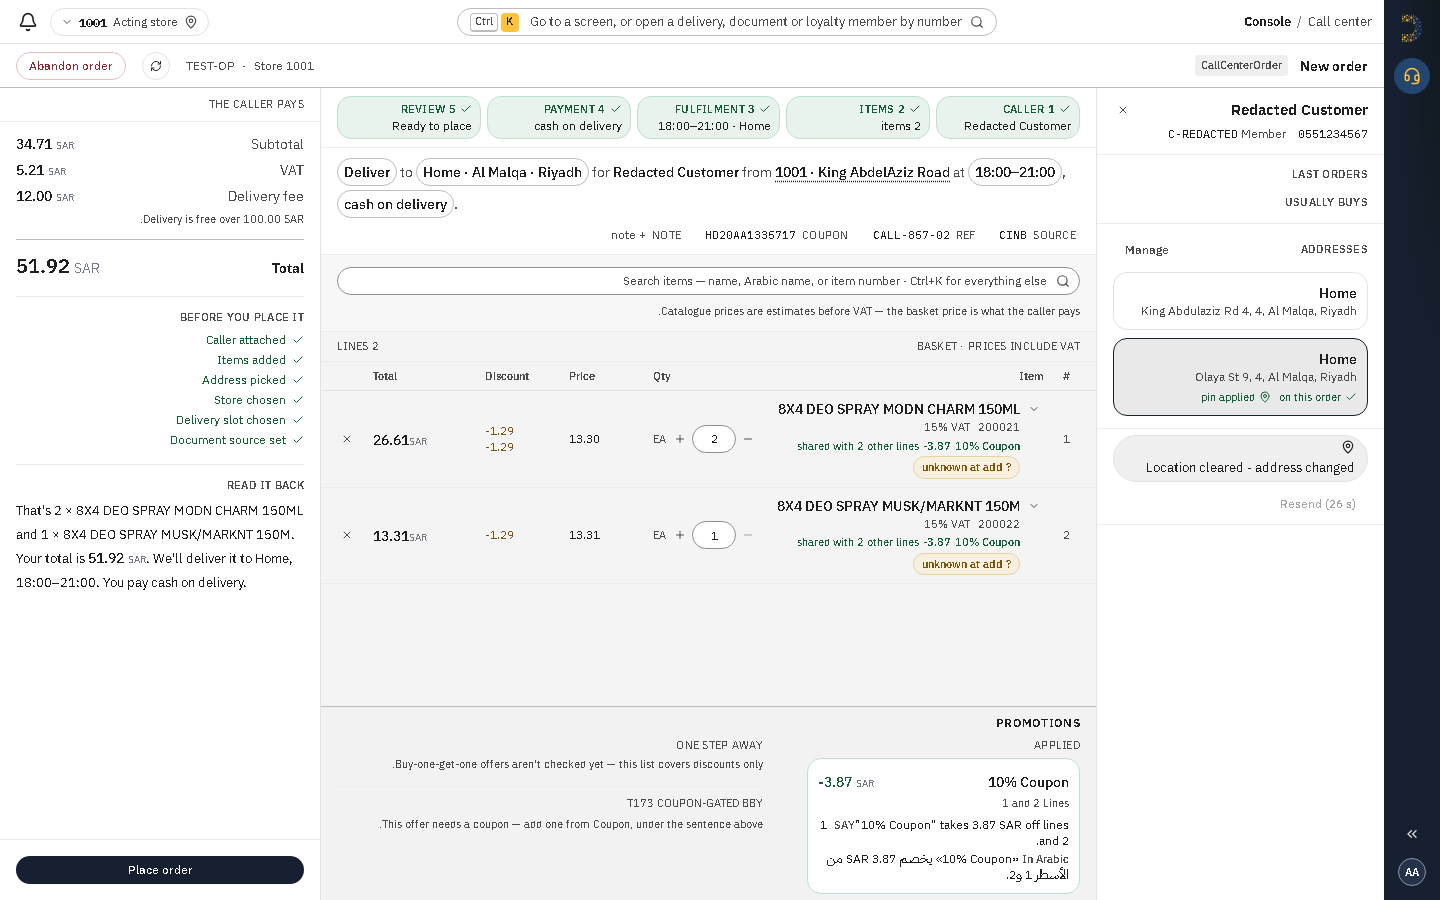 1001 Acting store
Ctrl K Go to a screen, or open a delivery, document or loyalty member by number
Console / Call center
Abandon order
TEST-OP · Store 1001
CallCenterOrder New order
THE CALLER PAYS
34.71 SAR Subtotal
5.21 SAR VAT
12.00 SAR Delivery fee
.Delivery is free over 100.00 SAR
51.92 SAR Total
BEFORE YOU PLACE IT
Caller attached ✓
Items added ✓
Address picked ✓
Store chosen ✓
Delivery slot chosen ✓
Document source set ✓
READ IT BACK
That's 2 × 8X4 DEO SPRAY MODN CHARM 150ML
and 1 × 8X4 DEO SPRAY MUSK/MARKNT 150M.
Your total is 51.92 SAR. We'll deliver it to Home,
18:00–21:00. You pay cash on delivery.
Place order
REVIEW 5 ✓
Ready to place
PAYMENT 4 ✓
cash on delivery
FULFILMENT 3 ✓
18:00–21:00 · Home
ITEMS 2 ✓
items 2
CALLER 1 ✓
Redacted Customer
Deliver to Home · Al Malqa · Riyadh for Redacted Customer from 1001 · King AbdelAziz Road at 18:00–21:00 ,
cash on delivery .
note + NOTE HD20AA1335717 COUPON CALL-857-02 REF CINB SOURCE
Search items — name, Arabic name, or item number · Ctrl+K for everything else
.Catalogue prices are estimates before VAT — the basket price is what the caller pays
LINES 2 BASKET · PRICES INCLUDE VAT
Total Discount Price Qty Item #
8X4 DEO SPRAY MODN CHARM 150ML
15% VAT 200021
× 26.61SAR -1.29 13.30 EA + 2 − 1
-1.29
shared with 2 other lines -3.87 10% Coupon
unknown at add ?
8X4 DEO SPRAY MUSK/MARKNT 150M
15% VAT 200022
× 13.31SAR -1.29 13.31 EA + 1 − 2
shared with 2 other lines -3.87 10% Coupon
unknown at add ?
PROMOTIONS
APPLIED
-3.87 SAR 10% Coupon
1 and 2 Lines
1 SAY"10% Coupon" takes 3.87 SAR off lines
.and 2
In Arabic «10% Coupon» يخصم 3.87 SAR من
الأسطر 1 و2.
ONE STEP AWAY
.Buy-one-get-one offers aren't checked yet — this list covers discounts only
T173 COUPON-GATED BBY
.This offer needs a coupon — add one from Coupon, under the sentence above
× Redacted Customer
C-REDACTED Member 0551234567
LAST ORDERS
USUALLY BUYS
Manage ADDRESSES
Home
King Abdulaziz Rd 4, 4, Al Malqa, Riyadh
Home
Olaya St 9, 4, Al Malqa, Riyadh
pin applied on this order ✓
Location cleared - address changed
Resend (26 s)
«
AA